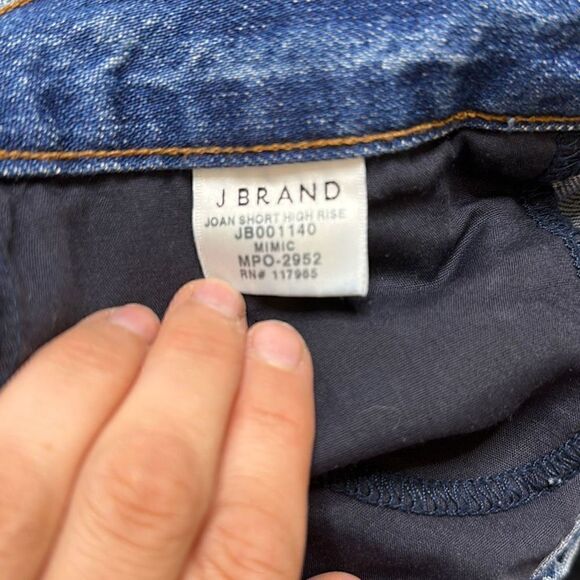 J BRAND
JOAN SHORT HIGH RISE
JB001140
MIMIC
MPO-2952
RN# 117965